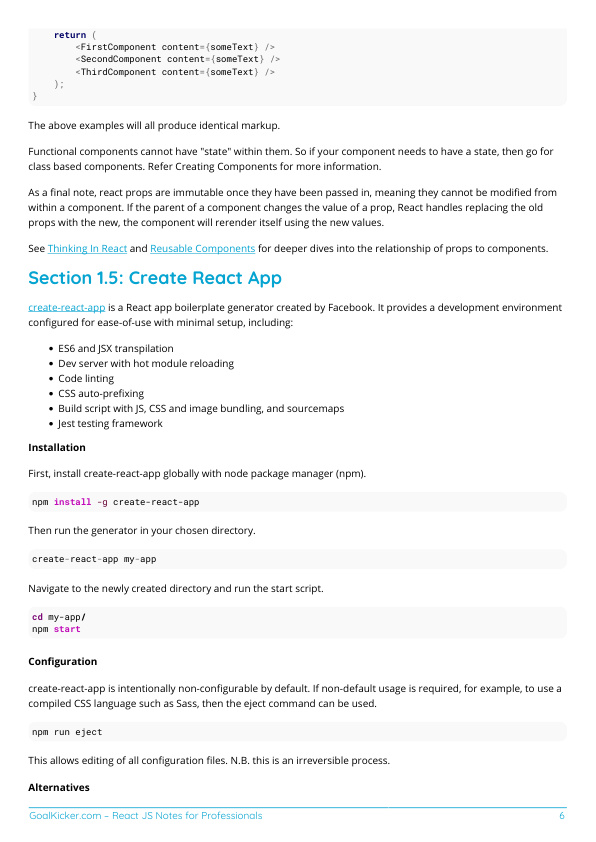 return (
<FirstComponent content={someText} />
<SecondComponent content={someText} />
<ThirdComponent content={someText} />
);
}
The above examples will all produce identical markup.
Functional components cannot have "state" within them. So if your component needs to have a state, then go for
class based components. Refer Creating Components for more information.
As a final note, react props are immutable once they have been passed in, meaning they cannot be modified from
within a component. If the parent of a component changes the value of a prop, React handles replacing the old
props with the new, the component will rerender itself using the new values.
See Thinking In React and Reusable Components for deeper dives into the relationship of props to components.
Section 1.5: Create React App
create-react-app is a React app boilerplate generator created by Facebook. It provides a development environment
configured for ease-of-use with minimal setup, including:
• ES6 and JSX transpilation
• Dev server with hot module reloading
• Code linting
• CSS auto-prefixing
• Build script with JS, CSS and image bundling, and sourcemaps
• Jest testing framework
Installation
First, install create-react-app globally with node package manager (npm).
npm install -g create-react-app
Then run the generator in your chosen directory.
create-react-app my-app
Navigate to the newly created directory and run the start script.
cd my-app/
npm start
Configuration
create-react-app is intentionally non-configurable by default. If non-default usage is required, for example, to use a
compiled CSS language such as Sass, then the eject command can be used.
npm run eject
This allows editing of all configuration files. N.B. this is an irreversible process.
Alternatives
GoalKicker.com – React JS Notes for Professionals 6